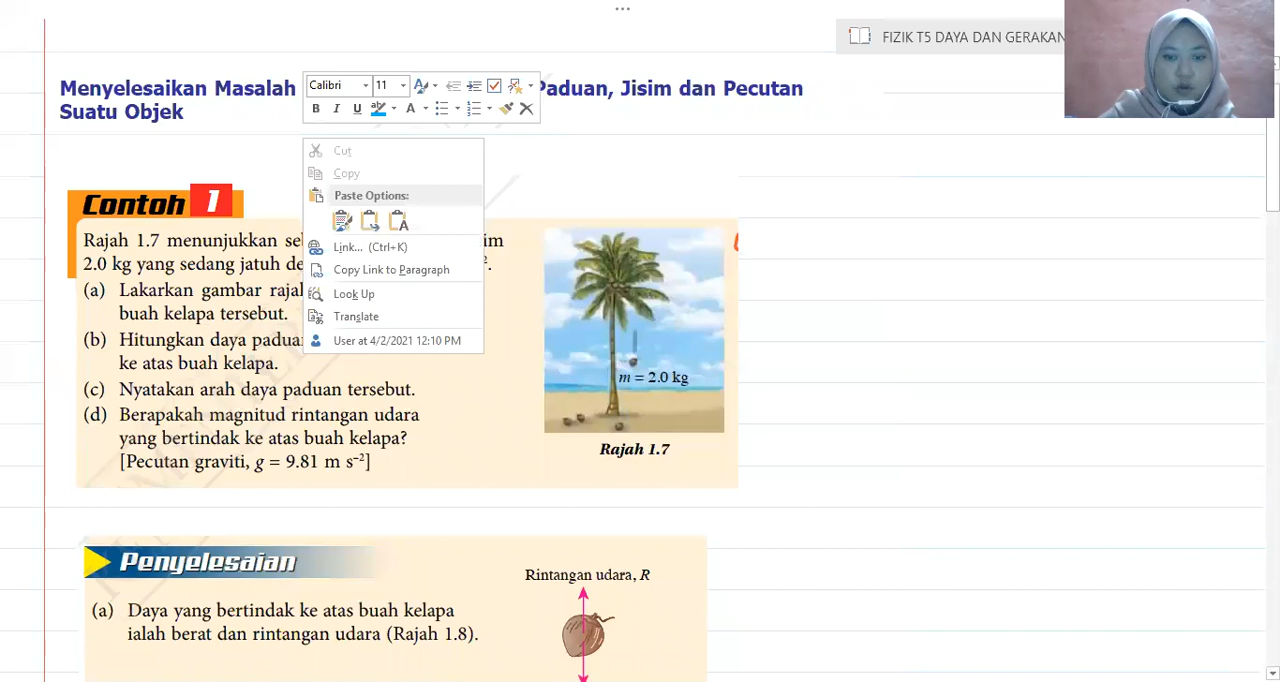 FIZIK T5 DAYA DAN GERAKAN
Menyelesaikan Masalah
Paduan, Jisim dan Pecutan
Suatu Objek
Calibri
11
B I U
A
Cut
Copy
Paste Options:
Link... (Ctrl+K)
Copy Link to Paragraph
Look Up
Translate
User at 4/2/2021 12:10 PM
Contoh 1
Rajah 1.7 menunjukkan
2.0 kg yang sedang jatuh
(a) Lakarkan gambar
buah kelapa tersebut.
(b) Hitungkan daya
ke atas buah kelapa.
(c) Nyatakan arah daya paduan tersebut.
(d) Berapakah magnitud rintangan udara
yang bertindak ke atas buah kelapa?
[Pecutan graviti, g = 9.81 m s⁻²]
m = 2.0 kg
Rajah 1.7
Penyelesaian
(a) Daya yang bertindak ke atas buah kelapa
ialah berat dan rintangan udara (Rajah 1.8).
Rintangan udara, R